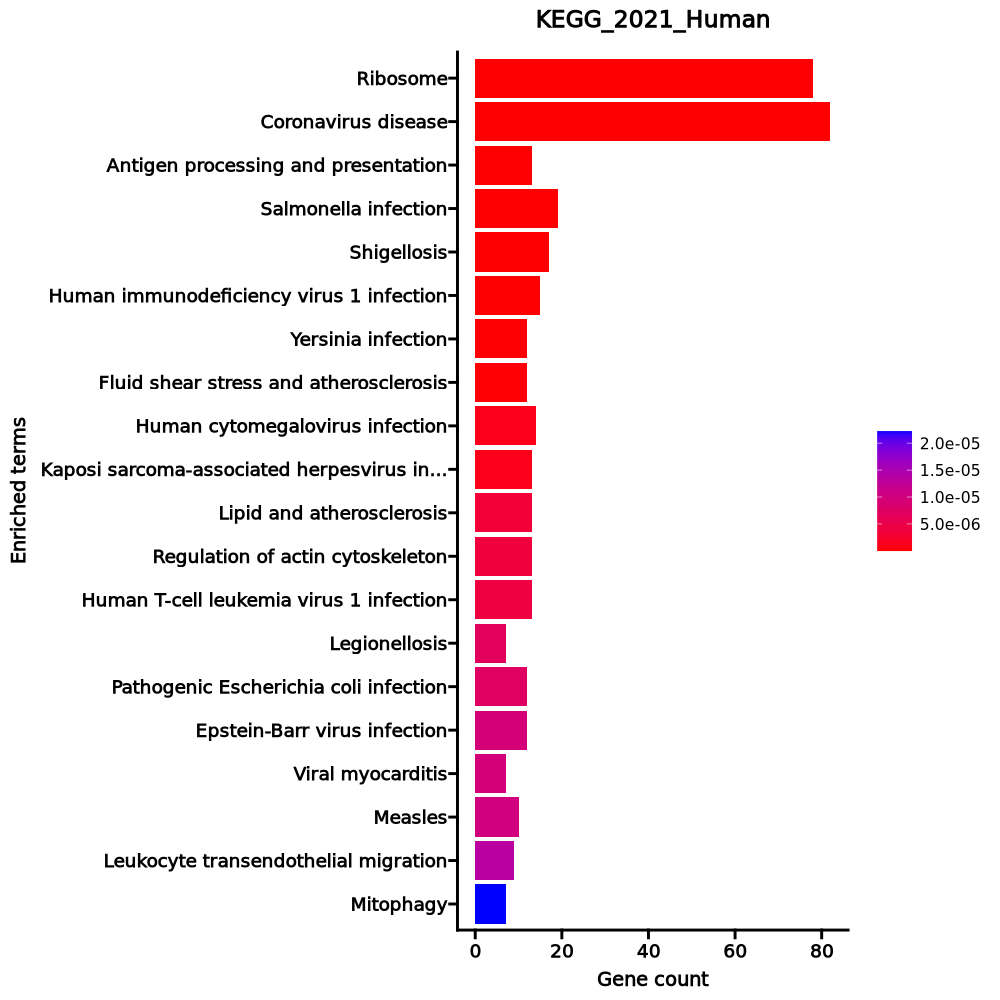 KEGG_2021_Human
Ribosome
Coronavirus disease
Antigen processing and presentation
Salmonella infection
Shigellosis
Human immunodeficiency virus 1 infection
Yersinia infection
Fluid shear stress and atherosclerosis
Human cytomegalovirus infection
Kaposi sarcoma-associated herpesvirus in...
Lipid and atherosclerosis
Regulation of actin cytoskeleton
Human T-cell leukemia virus 1 infection
Legionellosis
Pathogenic Escherichia coli infection
Epstein-Barr virus infection
Viral myocarditis
Measles
Leukocyte transendothelial migration
Mitophagy
Enriched terms
0 20 40 60 80
Gene count
2.0e-05
1.5e-05
1.0e-05
5.0e-06